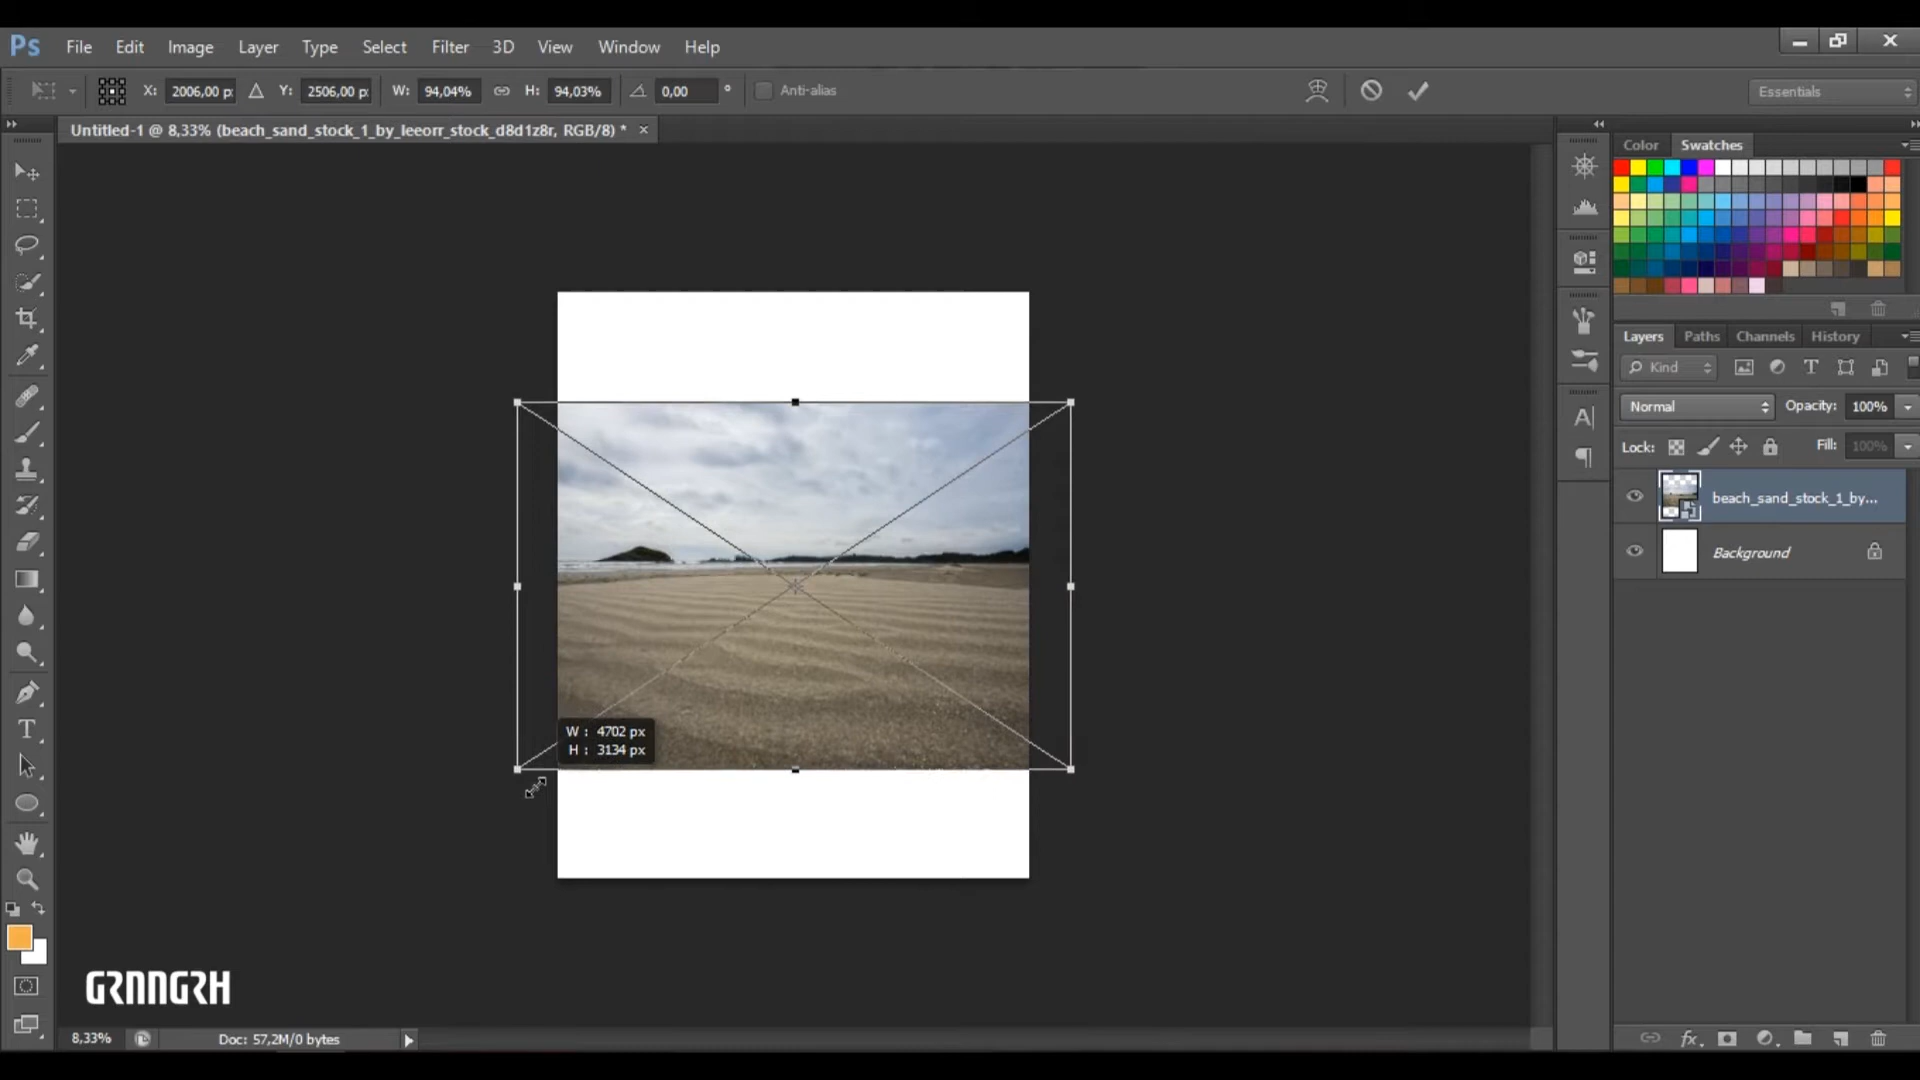 Ps File Edit Image Layer Type Select Filter 3D View Window Help
X: 2006,00 p Y: 2506,00 p W: 94,04% H: 94,03% 0,00 ° Anti-alias Essentials
Untitled-1 @ 8,33% (beach_sand_stock_1_by_leeorr_stock_d8d1z8r, RGB/8) * ×
Color Swatches
Layers Paths Channels History
Kind
Normal Opacity: 100%
Lock: Fill: 100%
beach_sand_stock_1_by...
Background
W : 4702 px
H : 3134 px
GRNNGRH
8,33% Doc: 57,2M/0 bytes